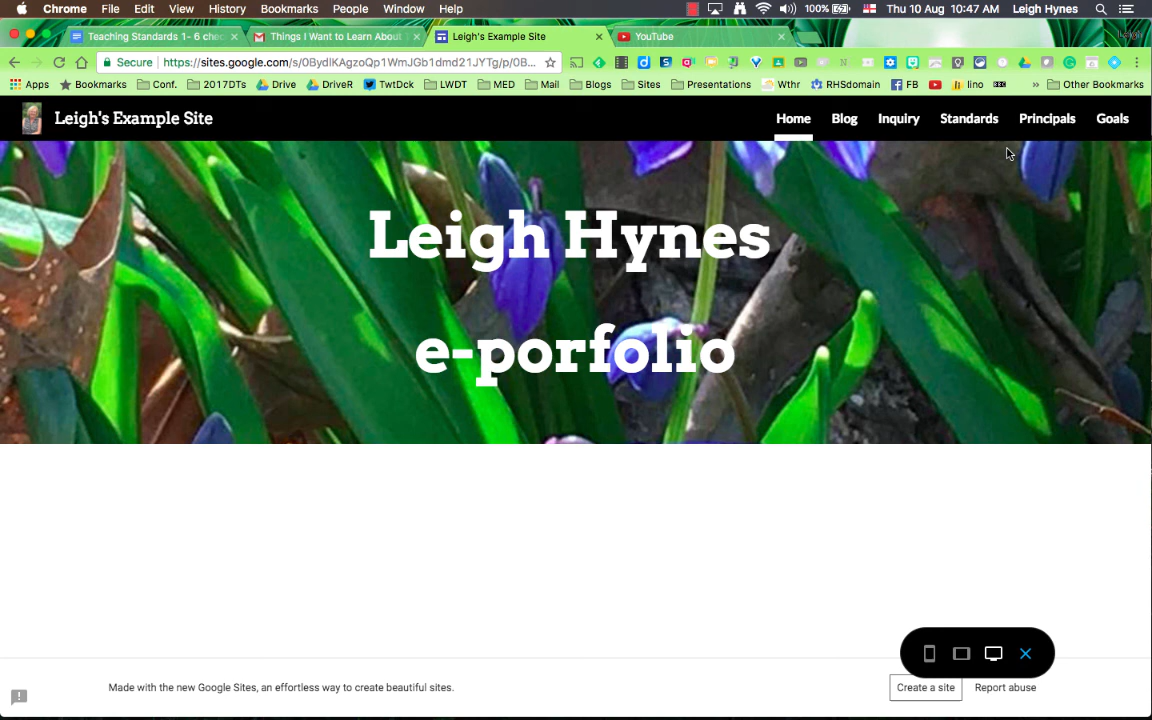 Chrome File Edit View History Bookmarks People Window Help 100% Thu 10 Aug 10:47 AM Leigh Hynes
Teaching Standards 1- 6 chec Things I Want to Learn About Leigh's Example Site YouTube
Secure https://sites.google.com/s/0BydIKAgzoQp1WmJGb1dmd21JYTg/p/0B...
Apps Bookmarks Conf. 2017DTs Drive DriveR TwtDck LWDT MED Mail Blogs Sites Presentations Wthr RHSdomain FB lino » Other Bookmarks
Leigh's Example Site Home Blog Inquiry Standards Principals Goals
Leigh Hynes
e-porfolio
Made with the new Google Sites, an effortless way to create beautiful sites. Create a site Report abuse